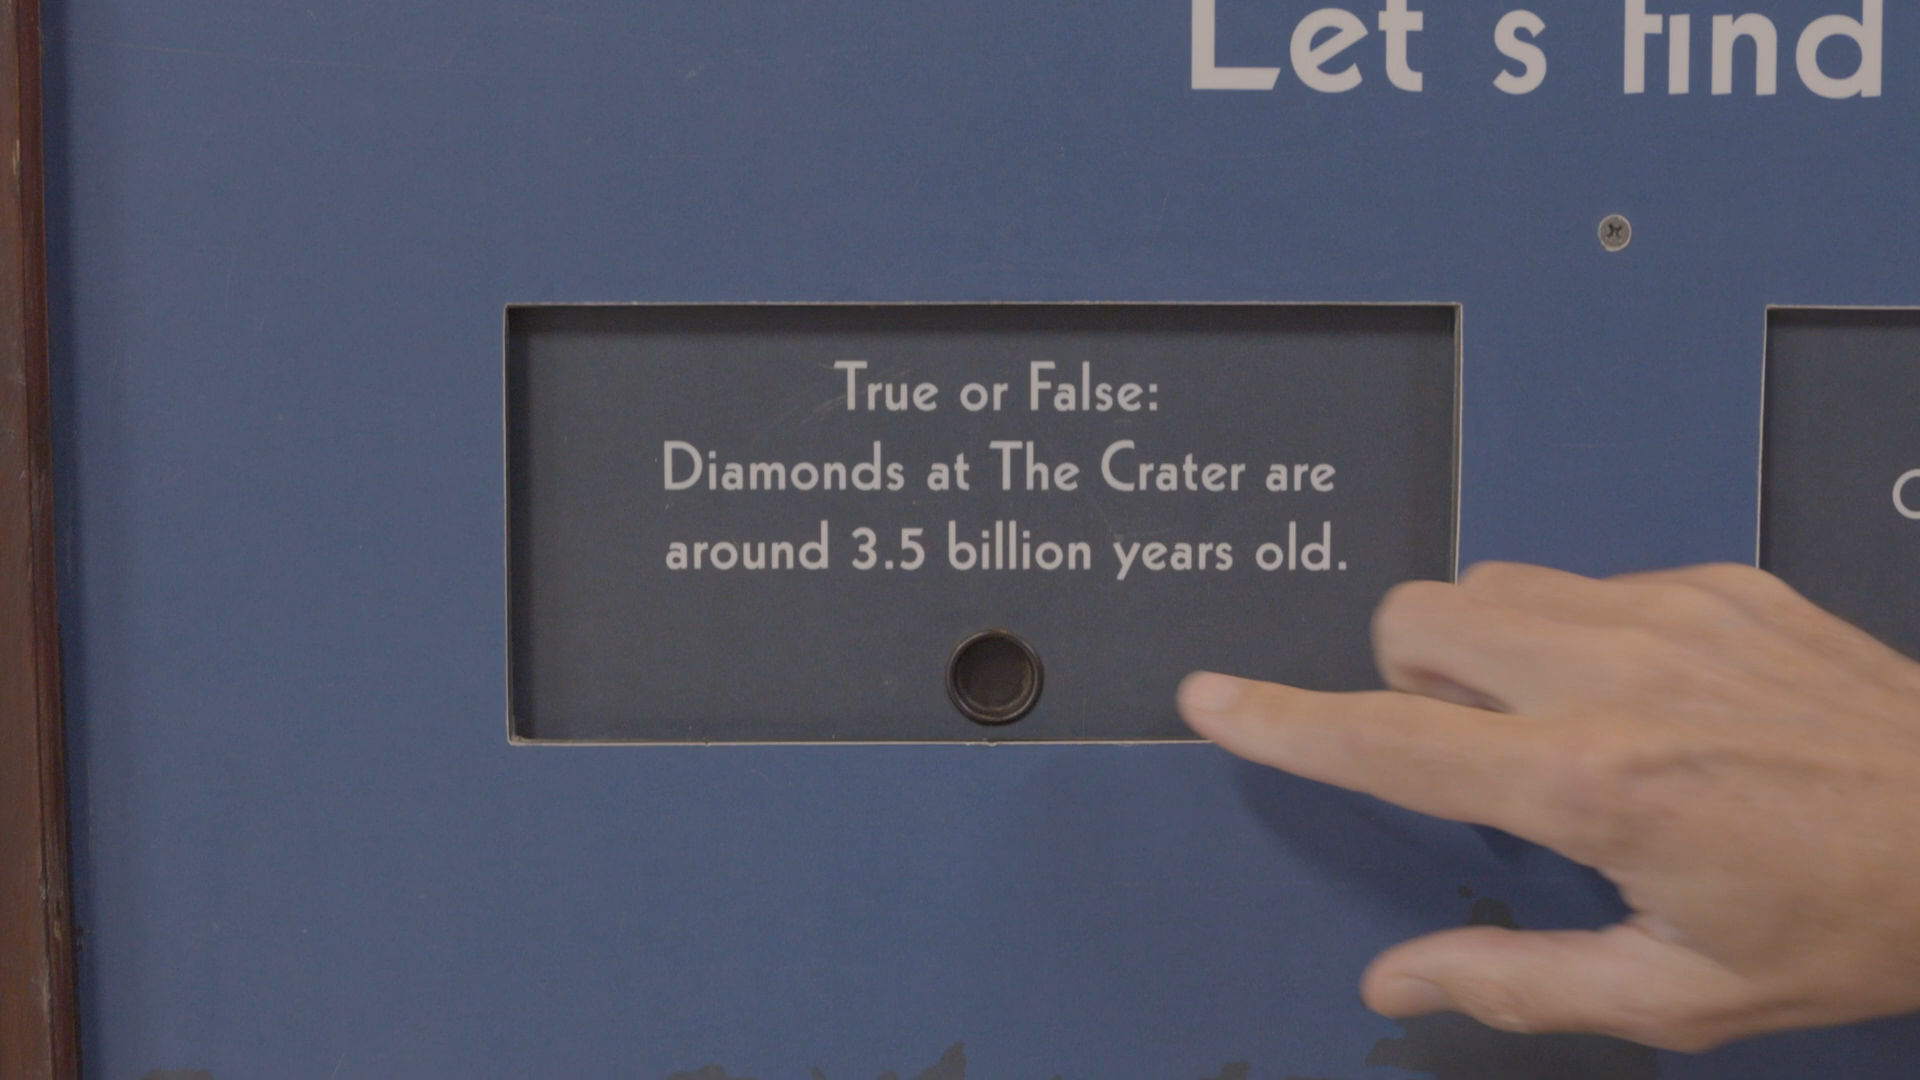 Let's find
True or False:
Diamonds at The Crater are
around 3.5 billion years old.